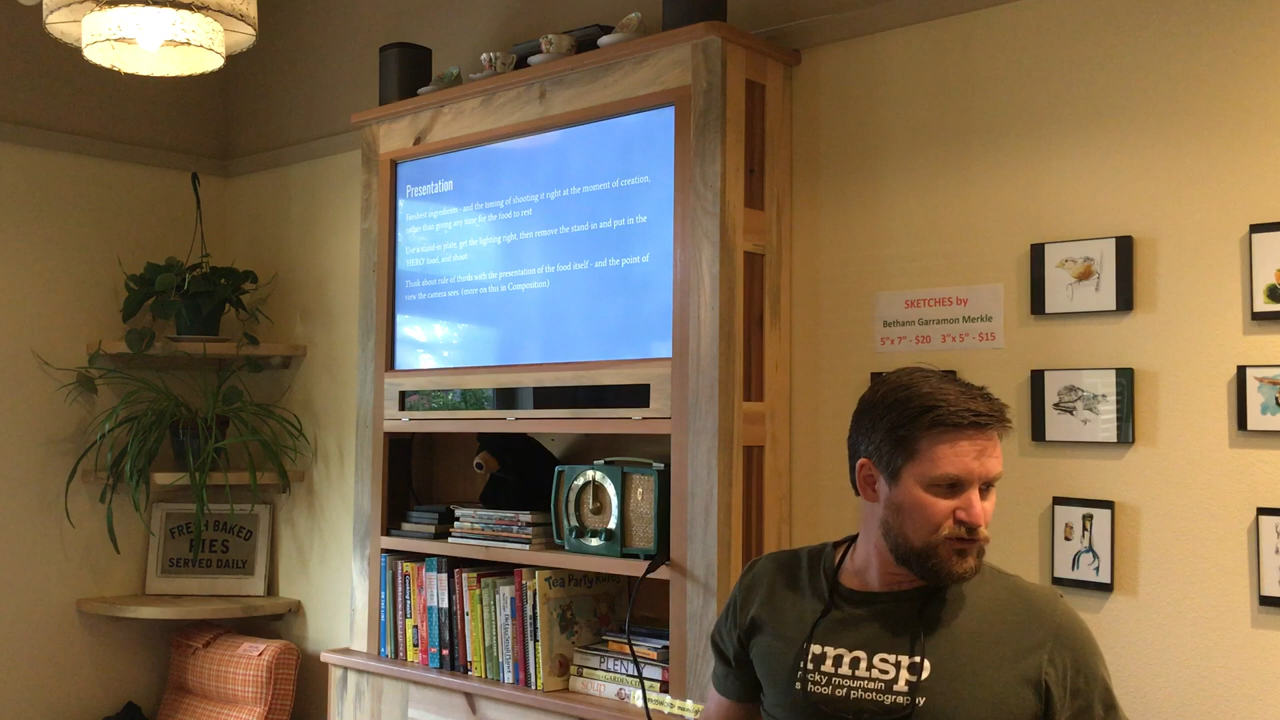 Presentation
Freshest ingredients - and the timing of shooting it right at the moment of creation,
rather than giving any time for the food to rest
Use a stand-in plate, get the lighting right, then remove the stand in and put in the
HERO food, and shoot
Think about rule of thirds with the presentation of the food itself - and the point of
view the camera sees. (more on this in Composition)
SKETCHES by
Bethann Garramon Merkle
5"x 7" - $20 3"x 5" - $15
FRESH BAKED
PIES
SERVED DAILY
Tea Party Rules
PLENTY
GARDEN
soup
rmsp
rocky mountain
school of photography